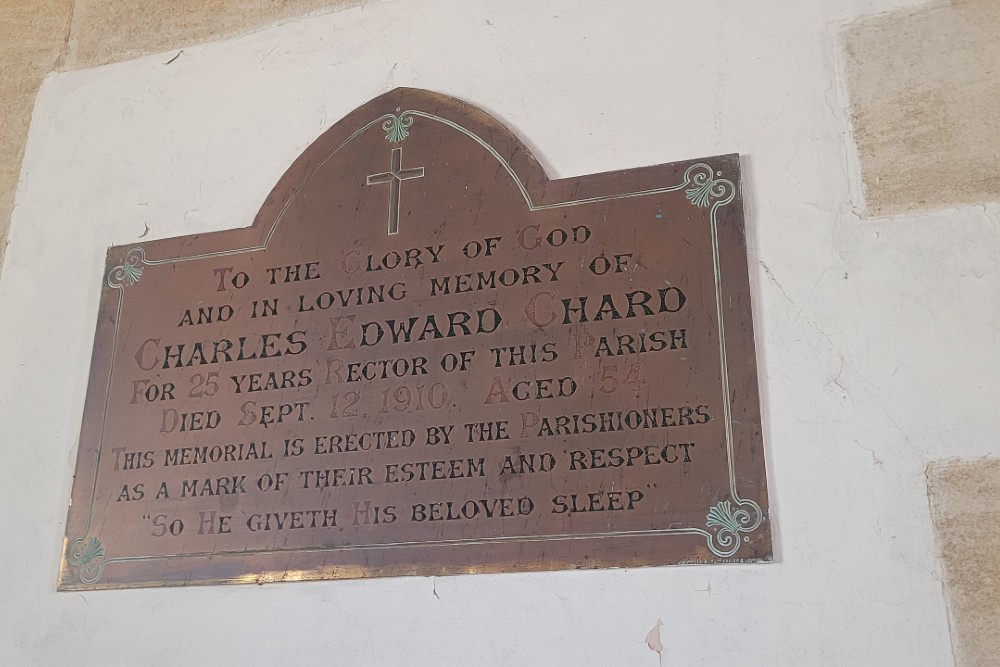 To the Glory of God
and in loving memory of
Charles Edward Chard
For 25 years Rector of this Parish
Died Sept. 12, 1910. Aged 54
This memorial is erected by the Parishioners
as a mark of their esteem and respect
"So He giveth His beloved sleep"